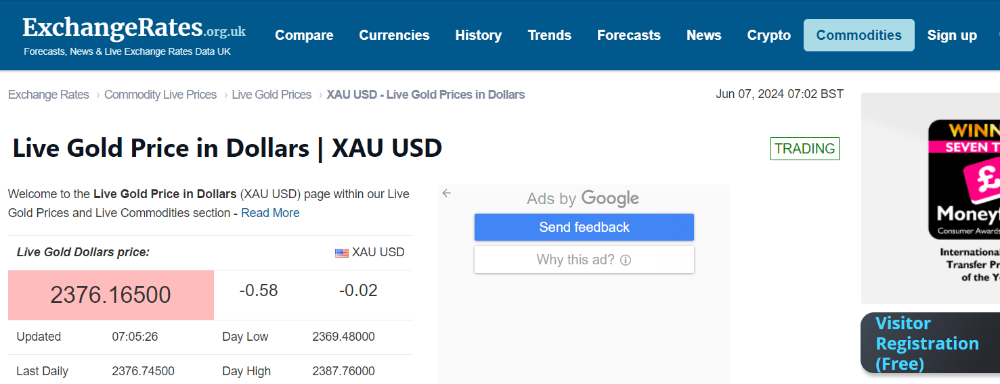 ExchangeRates.org.uk
Forecasts, News & Live Exchange Rates Data UK
Compare Currencies History Trends Forecasts News Crypto Commodities Sign up
Exchange Rates › Commodity Live Prices › Live Gold Prices › XAU USD - Live Gold Prices in Dollars
Jun 07, 2024 07:02 BST
Live Gold Price in Dollars | XAU USD
TRADING
Welcome to the Live Gold Price in Dollars (XAU USD) page within our Live
Gold Prices and Live Commodities section - Read More
Live Gold Dollars price: XAU USD
2376.16500 -0.58 -0.02
Updated 07:05:26 Day Low 2369.48000
Last Daily 2376.74500 Day High 2387.76000
Ads by Google
Send feedback
Why this ad?
WINN
SEVEN T
£
Moneyf
Consumer Awards
International
Transfer Pr
of the Y
Visitor
Registration
(Free)